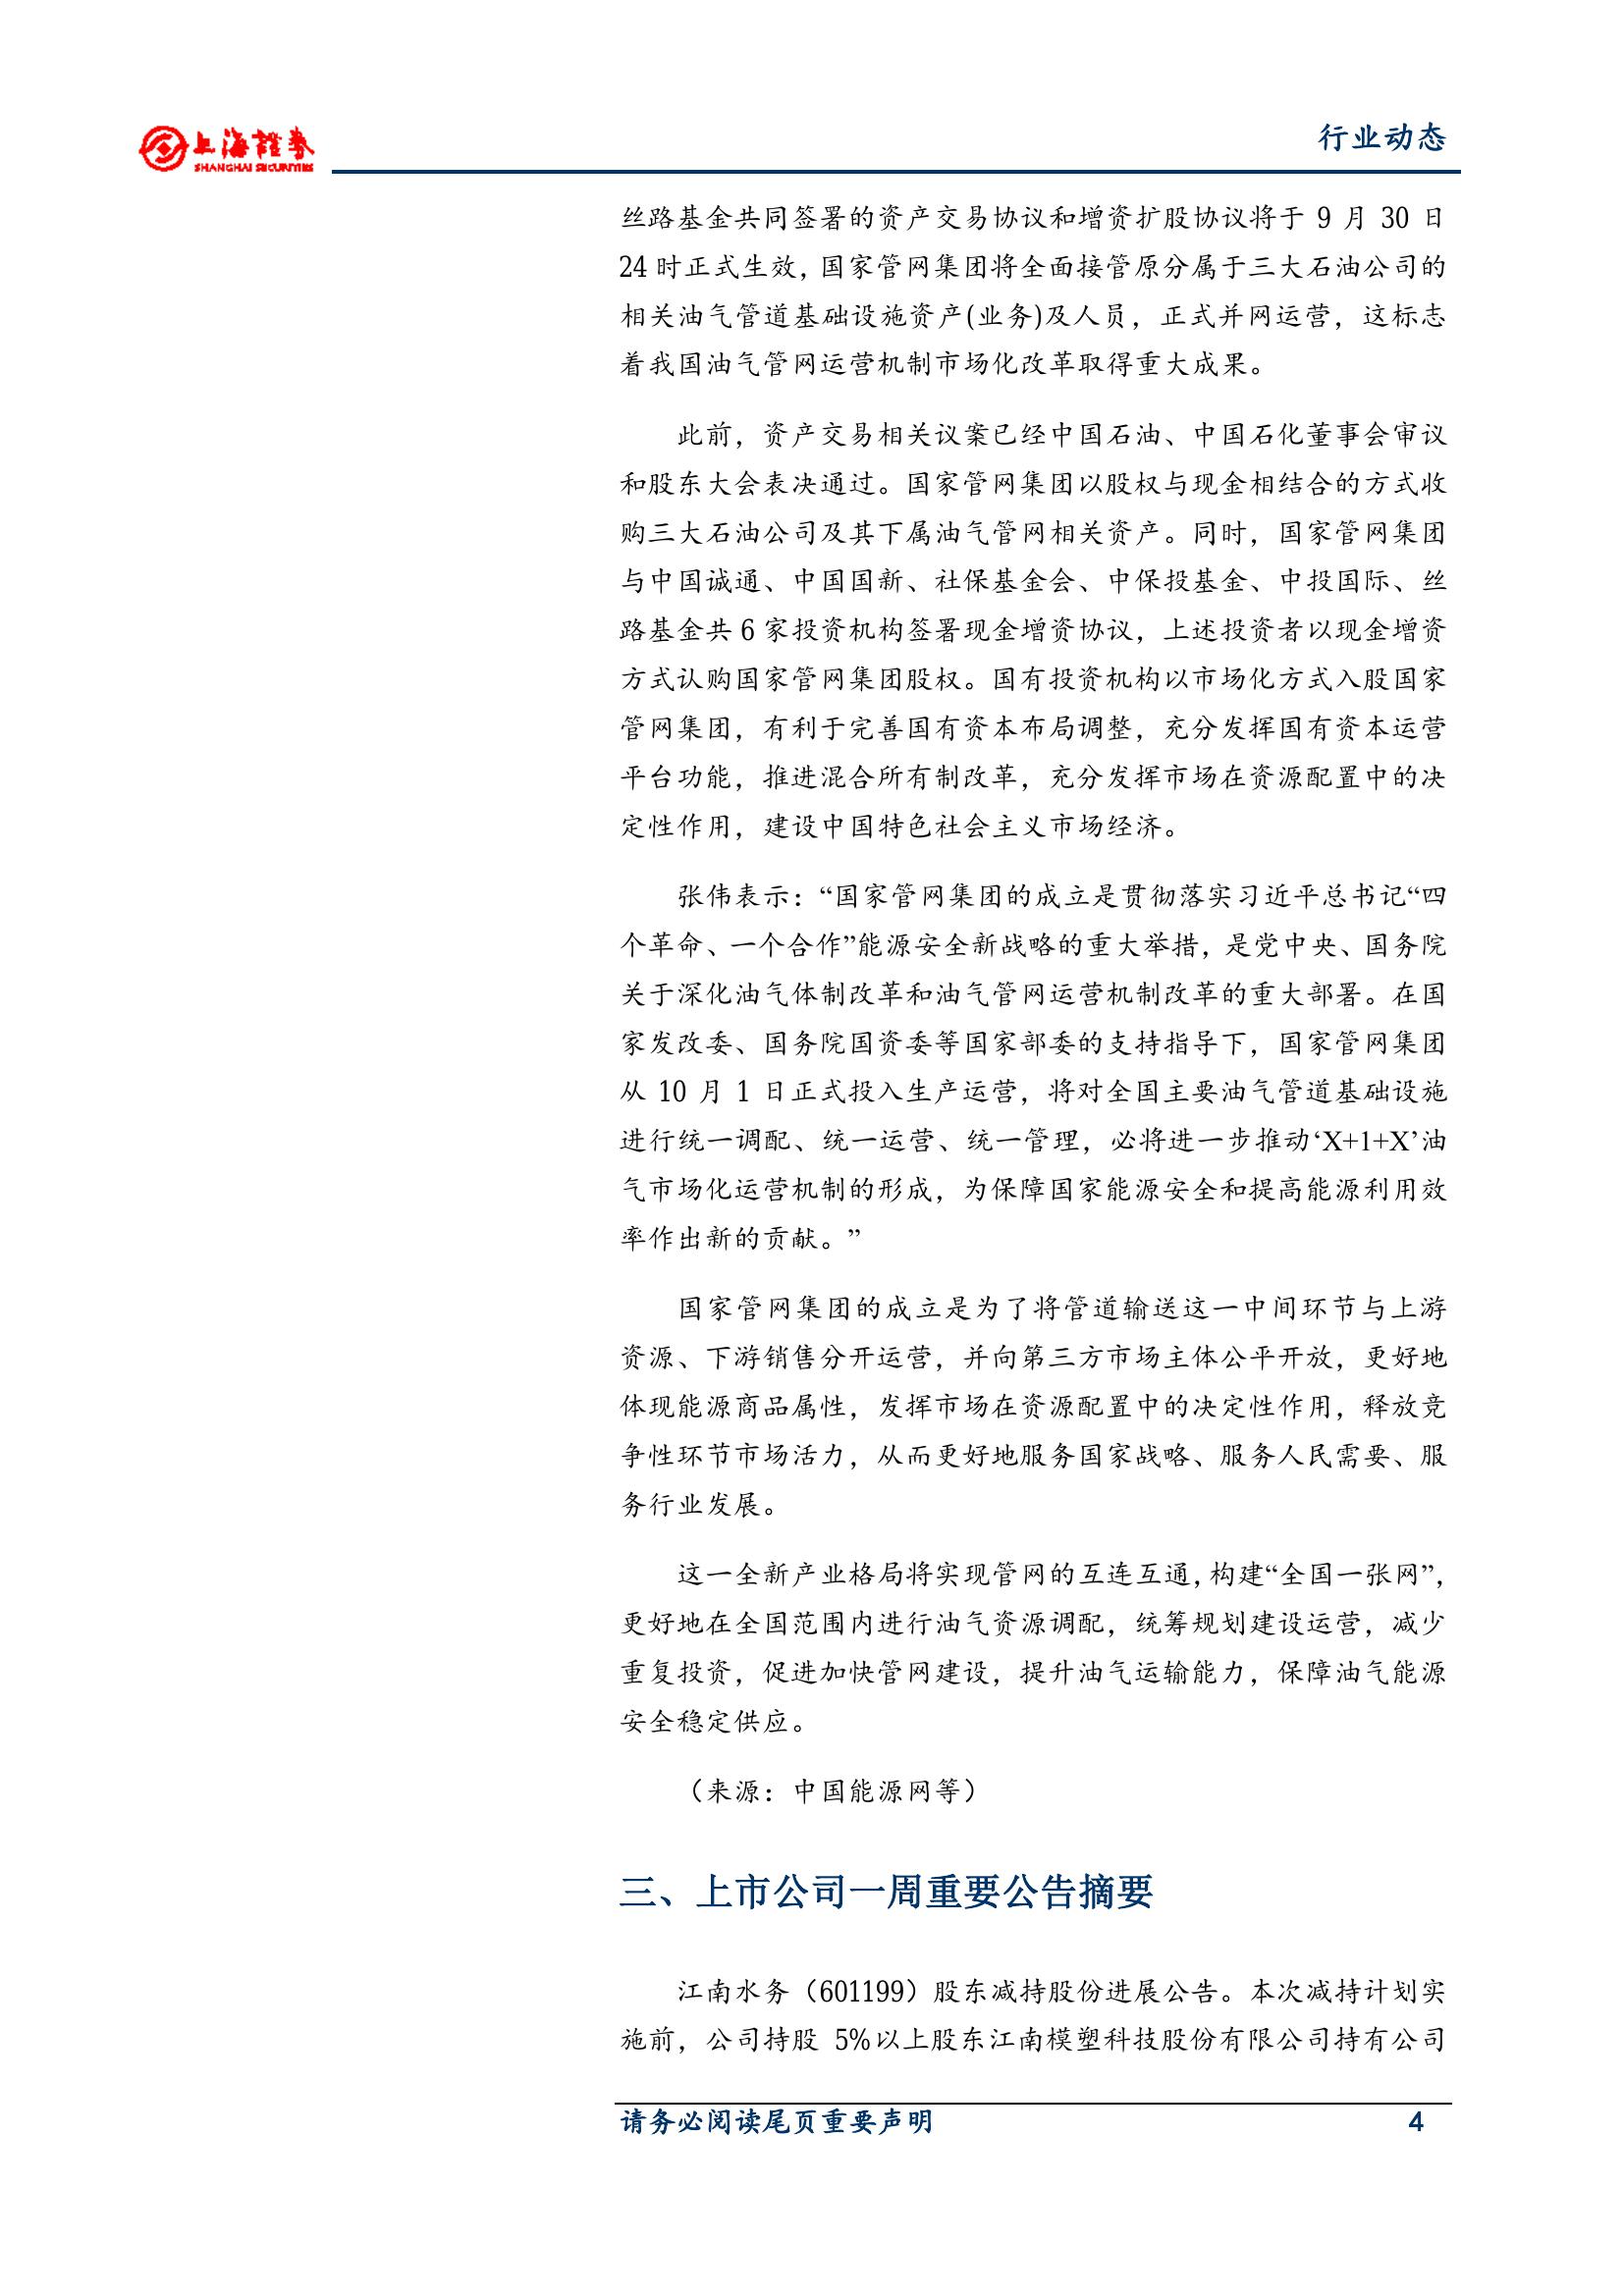 上海證券
SHANGHAI SECURITIES
行业动态
丝路基金共同签署的资产交易协议和增资扩股协议将于 9 月 30 日
24 时正式生效，国家管网集团将全面接管原分属于三大石油公司的
相关油气管道基础设施资产(业务)及人员，正式并网运营，这标志
着我国油气管网运营机制市场化改革取得重大成果。
此前，资产交易相关议案已经中国石油、中国石化董事会审议
和股东大会表决通过。国家管网集团以股权与现金相结合的方式收
购三大石油公司及其下属油气管网相关资产。同时，国家管网集团
与中国诚通、中国国新、社保基金会、中保投基金、中投国际、丝
路基金共 6 家投资机构签署现金增资协议，上述投资者以现金增资
方式认购国家管网集团股权。国有投资机构以市场化方式入股国家
管网集团，有利于完善国有资本布局调整，充分发挥国有资本运营
平台功能，推进混合所有制改革，充分发挥市场在资源配置中的决
定性作用，建设中国特色社会主义市场经济。
张伟表示：“国家管网集团的成立是贯彻落实习近平总书记“四
个革命、一个合作”能源安全新战略的重大举措，是党中央、国务院
关于深化油气体制改革和油气管网运营机制改革的重大部署。在国
家发改委、国务院国资委等国家部委的支持指导下，国家管网集团
从 10 月 1 日正式投入生产运营，将对全国主要油气管道基础设施
进行统一调配、统一运营、统一管理，必将进一步推动‘X+1+X’油
气市场化运营机制的形成，为保障国家能源安全和提高能源利用效
率作出新的贡献。”
国家管网集团的成立是为了将管道输送这一中间环节与上游
资源、下游销售分开运营，并向第三方市场主体公平开放，更好地
体现能源商品属性，发挥市场在资源配置中的决定性作用，释放竞
争性环节市场活力，从而更好地服务国家战略、服务人民需要、服
务行业发展。
这一全新产业格局将实现管网的互连互通，构建“全国一张网”，
更好地在全国范围内进行油气资源调配，统筹规划建设运营，减少
重复投资，促进加快管网建设，提升油气运输能力，保障油气能源
安全稳定供应。
（来源：中国能源网等）
三、上市公司一周重要公告摘要
江南水务（601199）股东减持股份进展公告。本次减持计划实
施前，公司持股 5%以上股东江南模塑科技股份有限公司持有公司
请务必阅读尾页重要声明
4